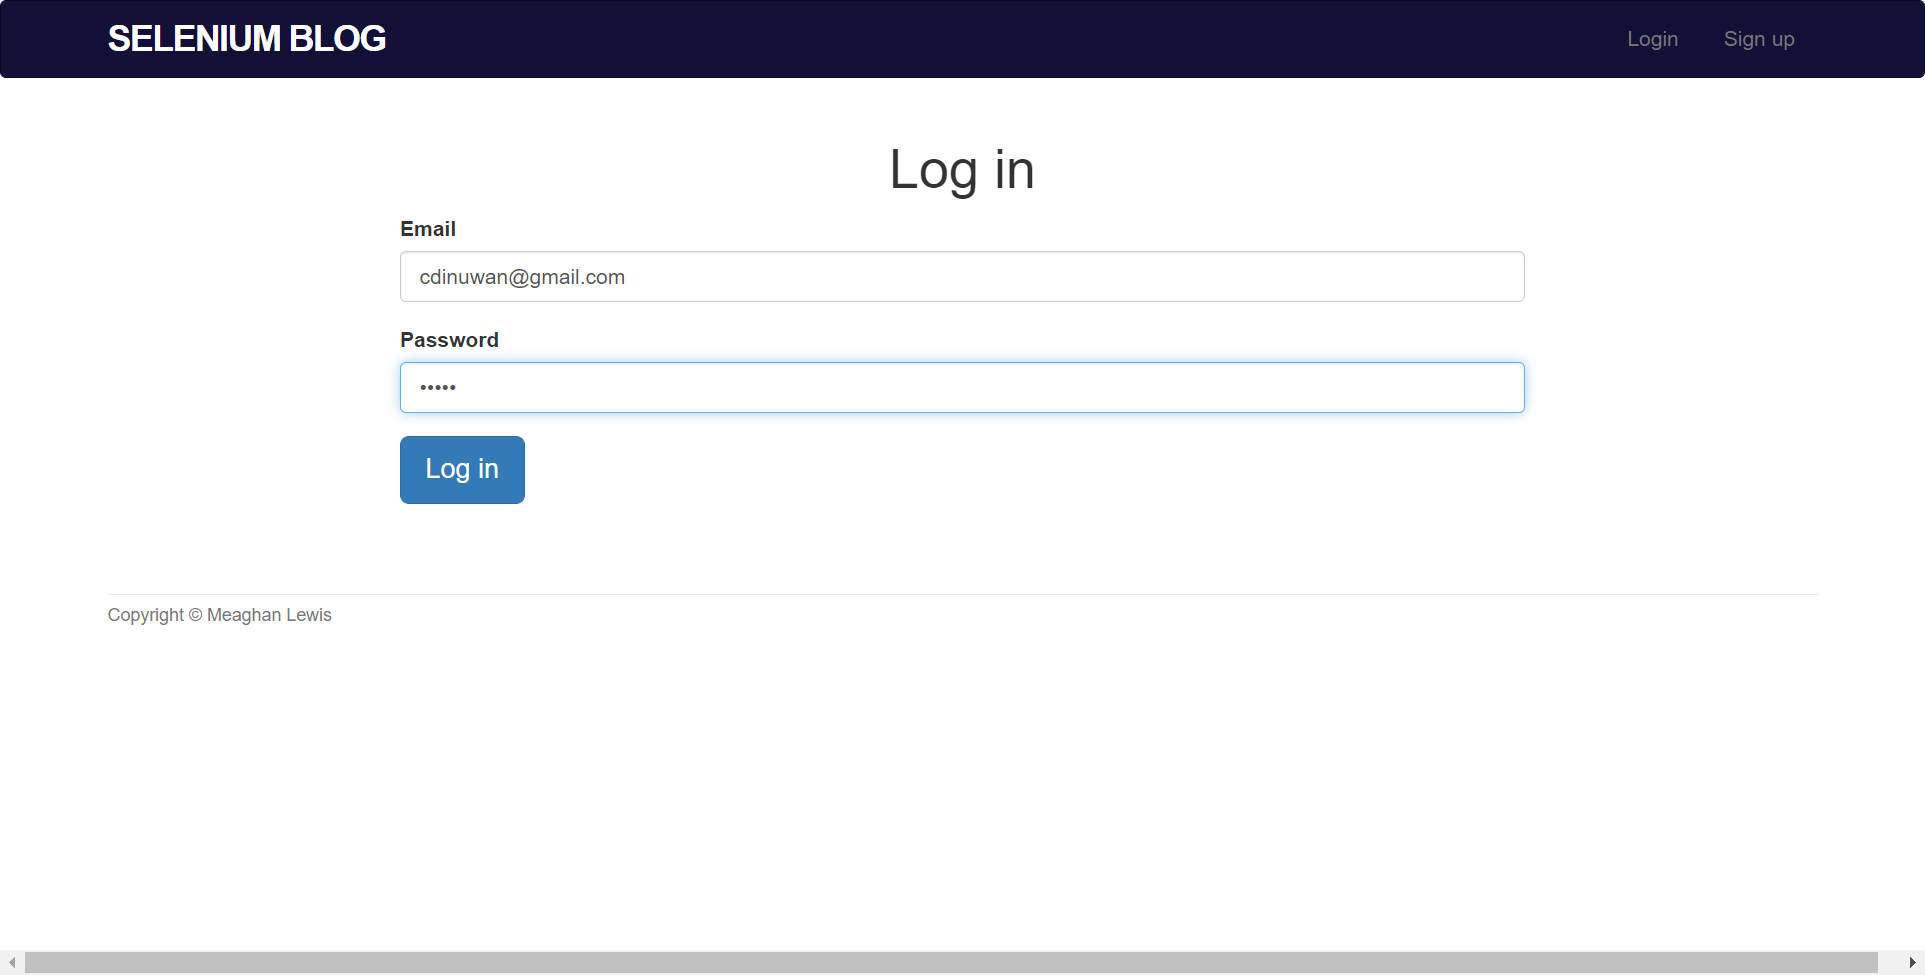 SELENIUM BLOG
Login
Sign up
Log in
Email
cdinuwan@gmail.com
Password
•••••
Log in
Copyright © Meaghan Lewis